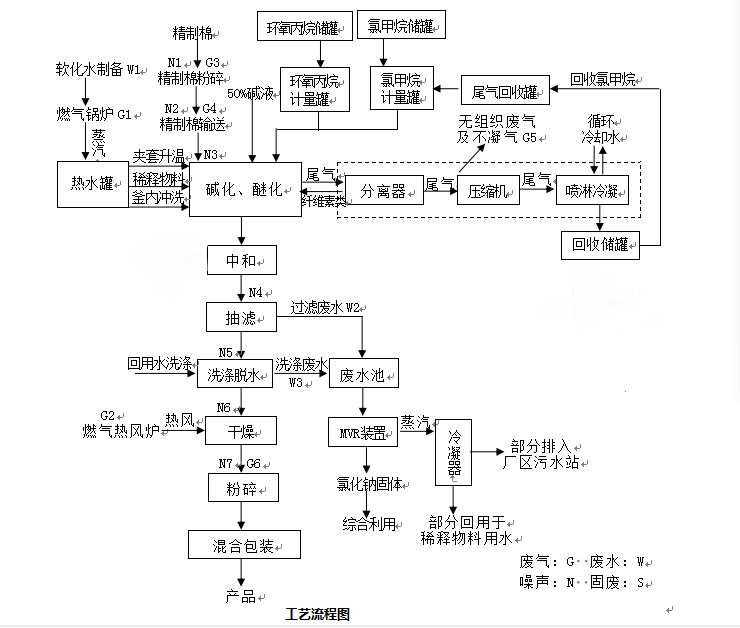 精制棉
环氧丙烷储罐
氯甲烷储罐
软化水制备 W1
N1 G3
精制棉粉碎
50%碱液
环氧丙烷
计量罐
氯甲烷
计量罐
尾气回收罐
回收氯甲烷
燃气锅炉 G1
N2 G4
精制棉输送
无组织废气
及不凝气 G5
循环
冷却水
蒸汽
夹套升温
N3
热水罐
稀释物料
釜内冲洗
碱化、醚化
尾气
纤维素类
分离器
尾气
压缩机
尾气
喷淋冷凝
回收储罐
中和
N4
抽滤
过滤废水 W2
N5
回用水洗涤
洗涤脱水
洗涤废水
W3
废水池
N6
G2
燃气热风炉
热风
干燥
MVR装置
蒸汽
冷凝器
部分排入
厂区污水站
N7 G6
粉碎
氯化钠固体
混合包装
综合利用
部分回用于
稀释物料用水
产品
废气：G··废水：W
噪声：N··固废：S
工艺流程图